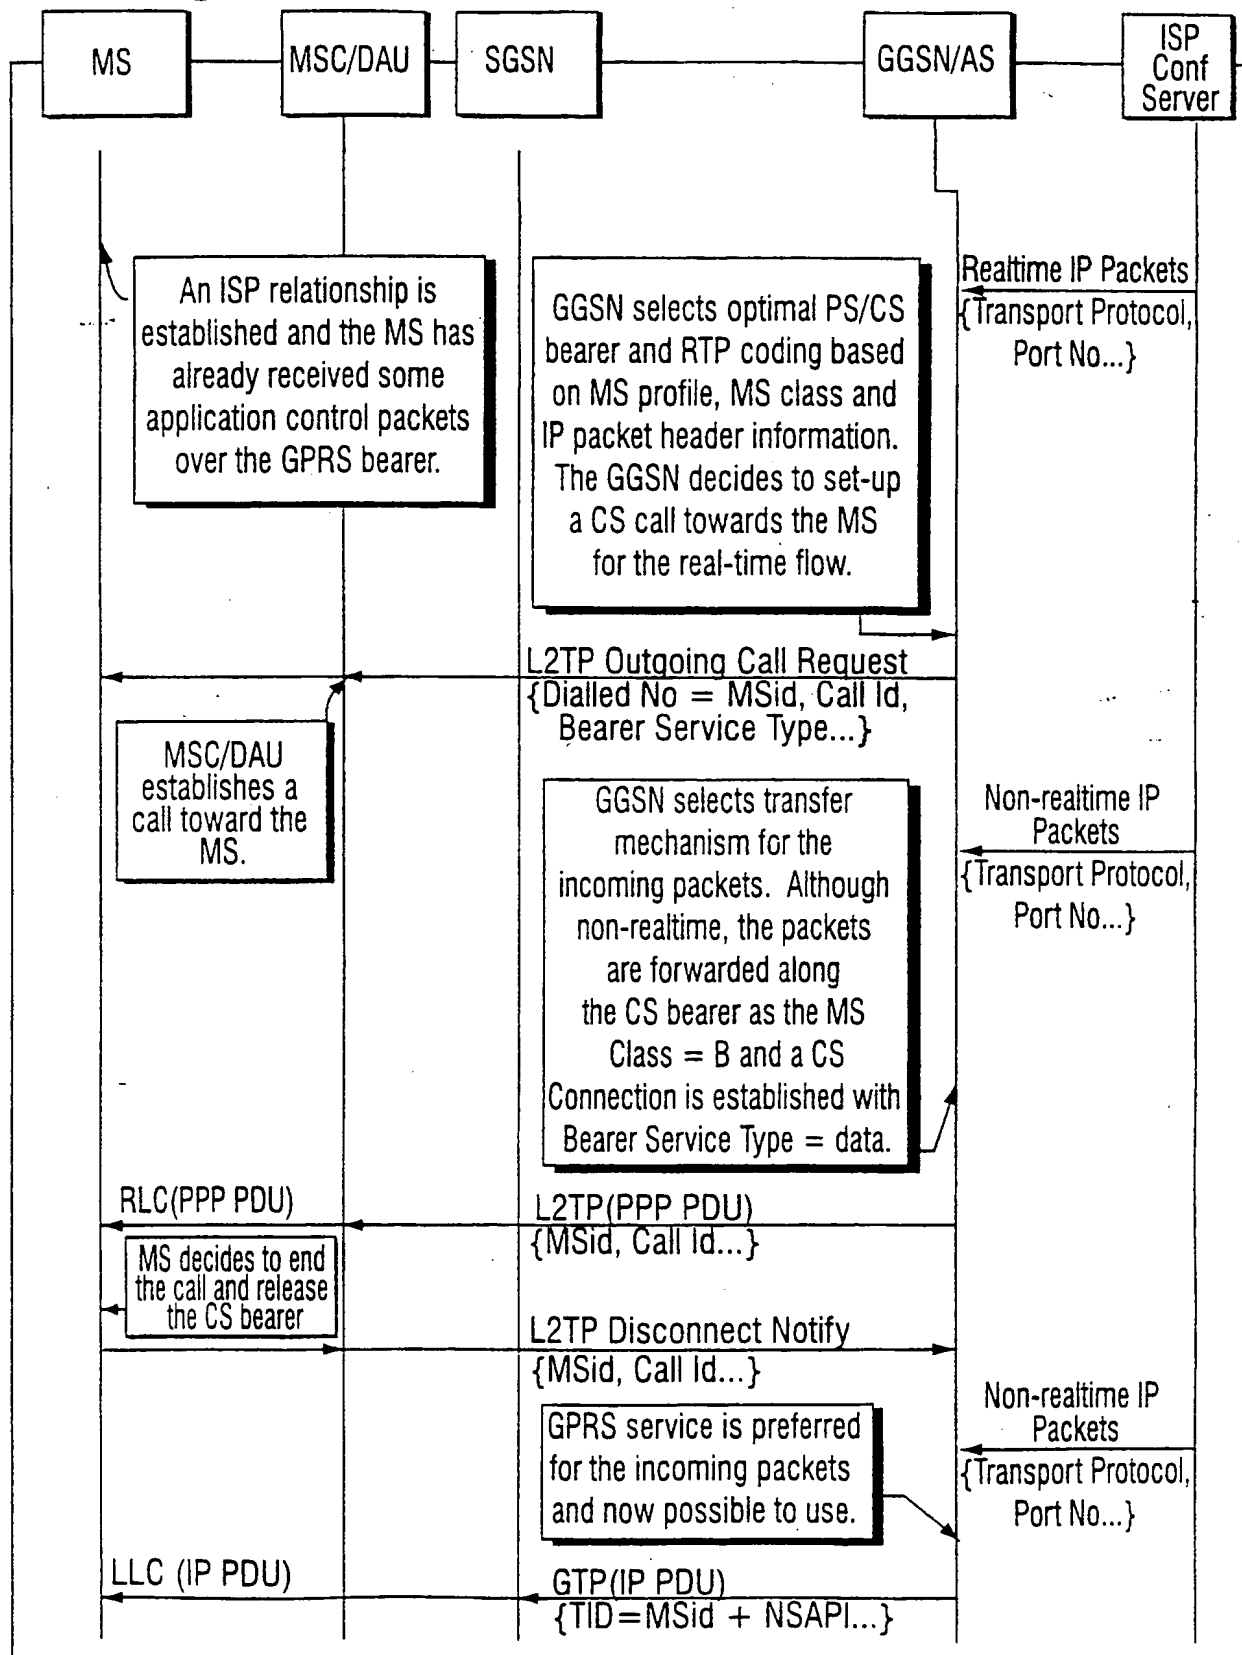 MS
MSC/DAU
SGSN
GGSN/AS
ISP
Conf
Server
An ISP relationship is
established and the MS has
already received some
application control packets
over the GPRS bearer.
GGSN selects optimal PS/CS
bearer and RTP coding based
on MS profile, MS class and
IP packet header information.
The GGSN decides to set-up
a CS call towards the MS
for the real-time flow.
Realtime IP Packets
{Transport Protocol,
Port No...}
L2TP Outgoing Call Request
{Dialled No = MSid, Call Id,
Bearer Service Type...}
MSC/DAU
establishes a
call toward the
MS.
GGSN selects transfer
mechanism for the
incoming packets. Although
non-realtime, the packets
are forwarded along
the CS bearer as the MS
Class = B and a CS
Connection is established with
Bearer Service Type = data.
Non-realtime IP
Packets
{Transport Protocol,
Port No...}
RLC(PPP PDU)
L2TP(PPP PDU)
{MSid, Call Id...}
MS decides to end
the call and release
the CS bearer
L2TP Disconnect Notify
{MSid, Call Id...}
GPRS service is preferred
for the incoming packets
and now possible to use.
Non-realtime IP
Packets
{Transport Protocol,
Port No...}
LLC (IP PDU)
GTP(IP PDU)
{TID=MSid + NSAPI...}